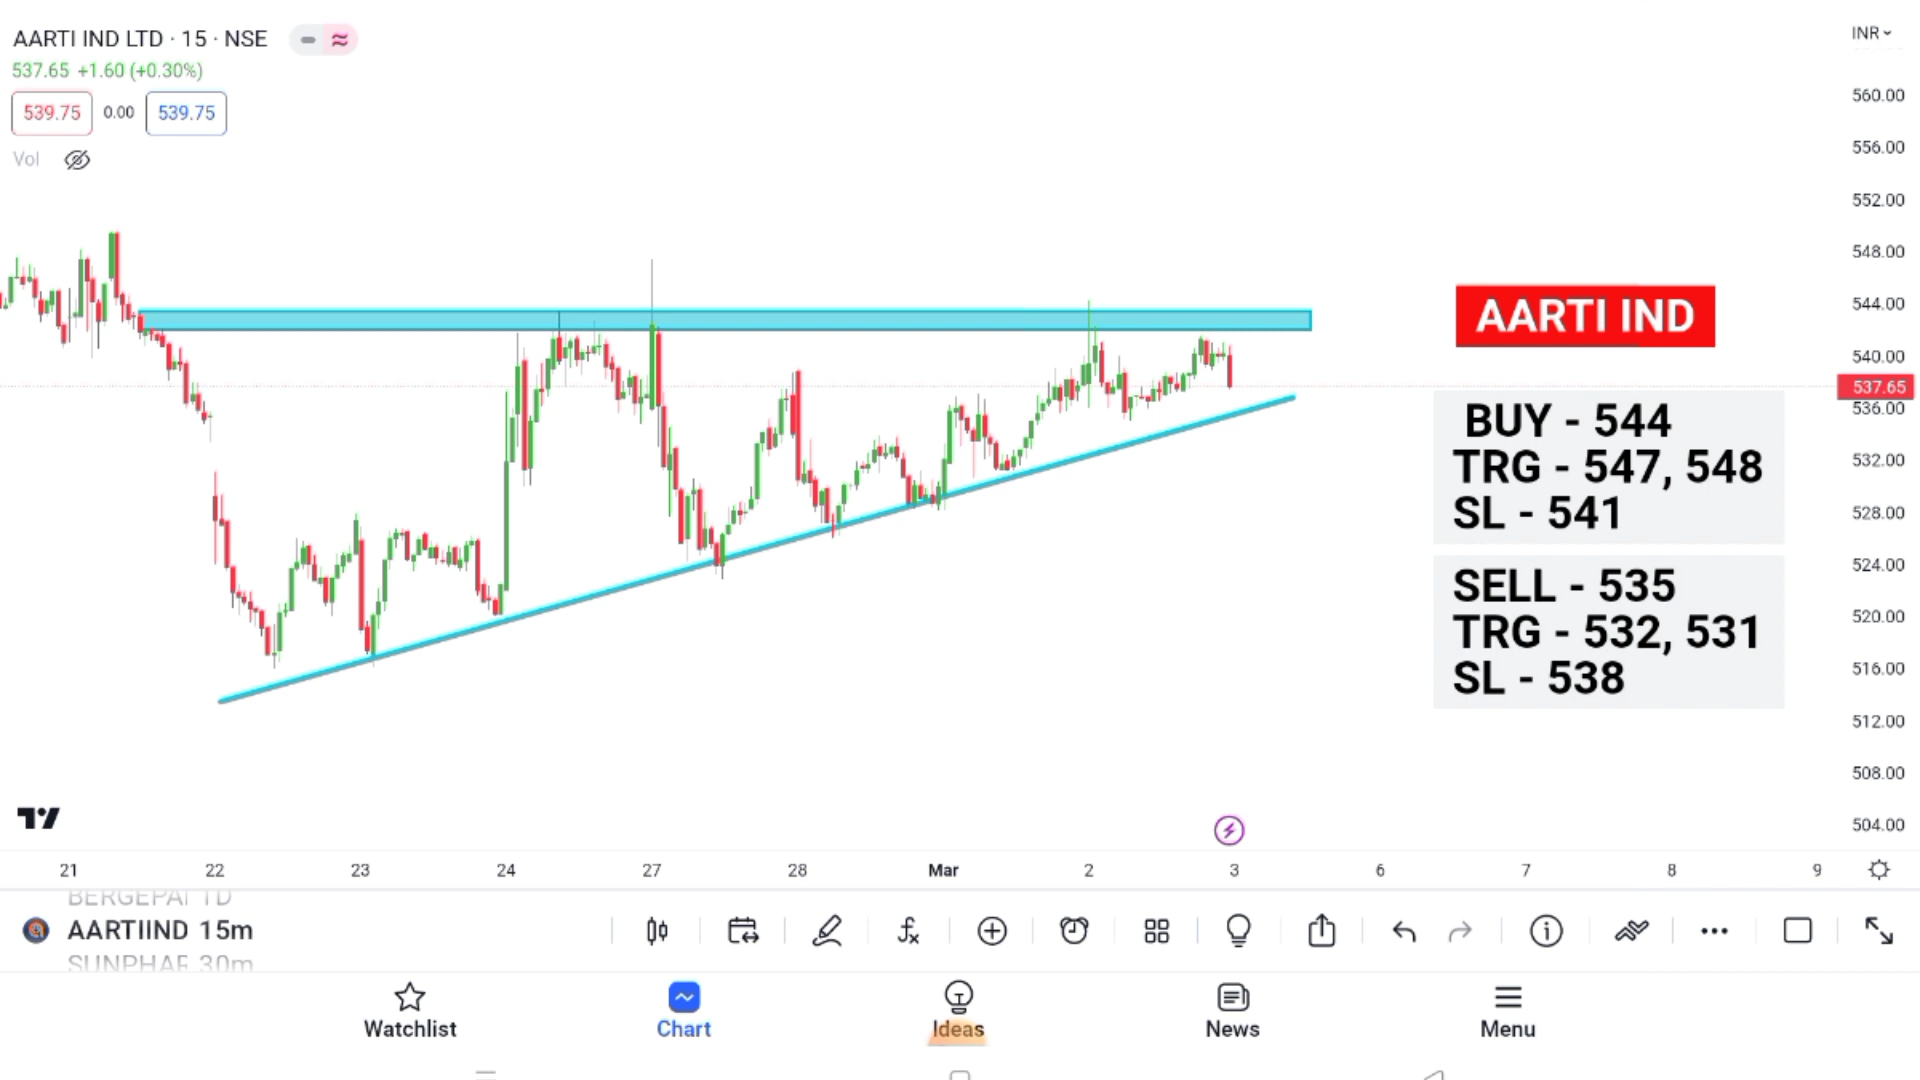 AARTI IND LTD · 15 · NSE
INR
537.65 +1.60 (+0.30%)
539.75 0.00 539.75
Vol
560.00
556.00
552.00
548.00
544.00
540.00
537.65
536.00
532.00
528.00
524.00
520.00
516.00
512.00
508.00
504.00
AARTI IND
BUY - 544
TRG - 547, 548
SL - 541
SELL - 535
TRG - 532, 531
SL - 538
21 22 23 24 27 28 Mar 2 3 6 7 8 9
BERGEPAI 1D
AARTIIND 15m
SUNPHAR 30m
Watchlist Chart Ideas News Menu